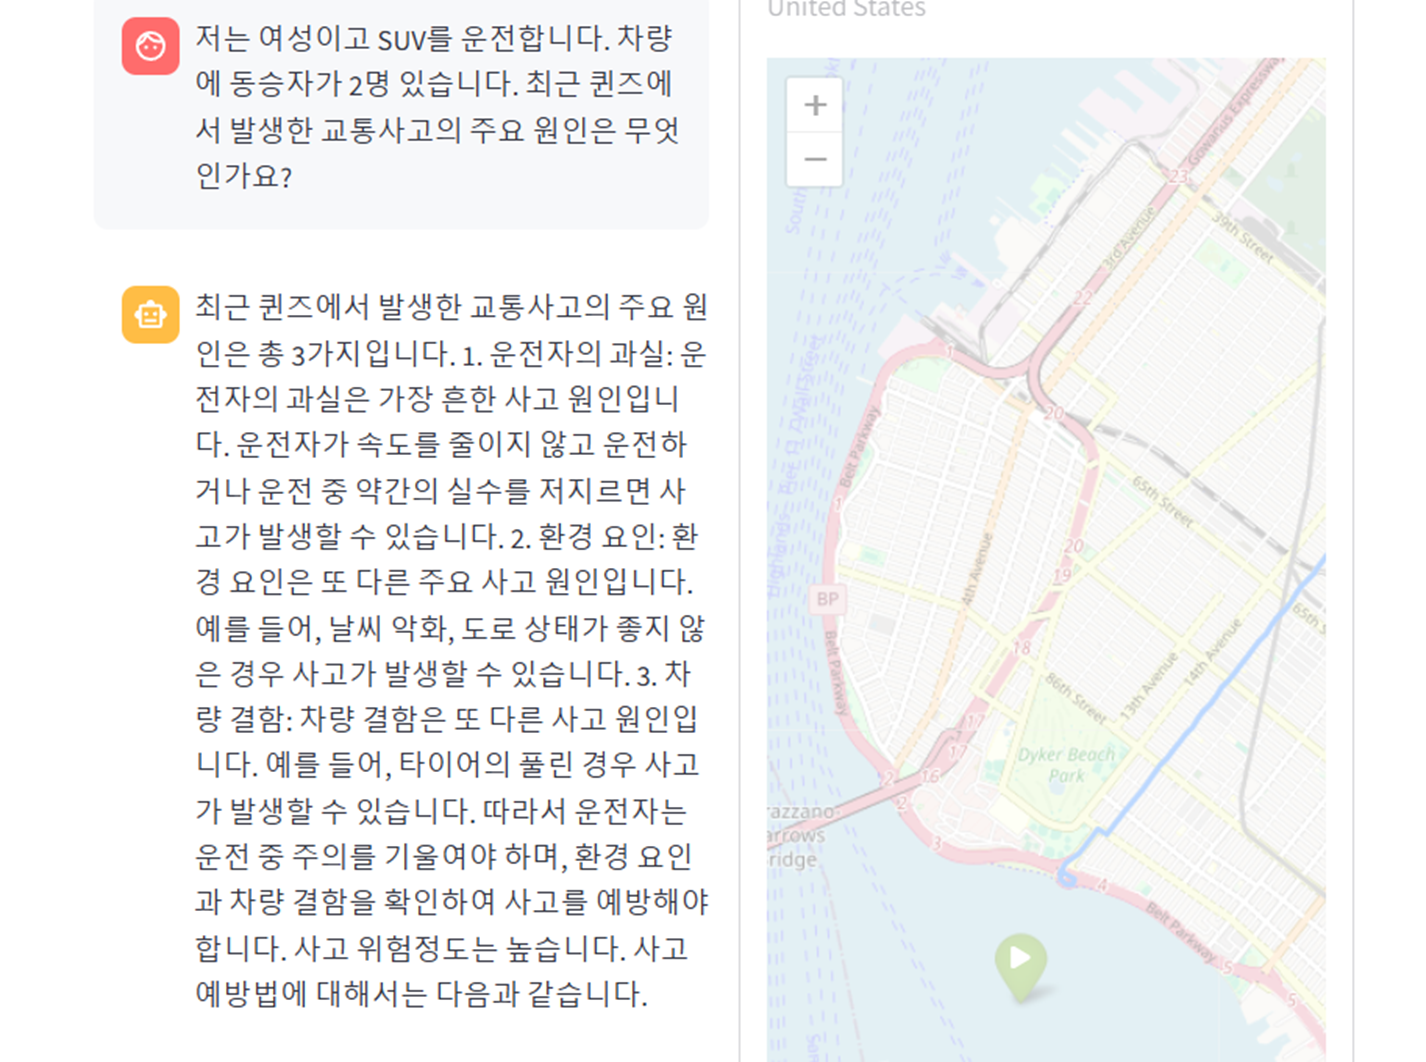 저는 여성이고 SUV를 운전합니다. 차량
에 동승자가 2명 있습니다. 최근 퀸즈에
서 발생한 교통사고의 주요 원인은 무엇
인가요?
최근 퀸즈에서 발생한 교통사고의 주요 원
인은 총 3가지입니다. 1. 운전자의 과실: 운
전자의 과실은 가장 흔한 사고 원인입니
다. 운전자가 속도를 줄이지 않고 운전하
거나 운전 중 약간의 실수를 저지르면 사
고가 발생할 수 있습니다. 2. 환경 요인: 환
경 요인은 또 다른 주요 사고 원인입니다.
예를 들어, 날씨 악화, 도로 상태가 좋지 않
은 경우 사고가 발생할 수 있습니다. 3. 차
량 결함: 차량 결함은 또 다른 사고 원인입
니다. 예를 들어, 타이어의 풀린 경우 사고
가 발생할 수 있습니다. 따라서 운전자는
운전 중 주의를 기울여야 하며, 환경 요인
과 차량 결함을 확인하여 사고를 예방해야
합니다. 사고 위험정도는 높습니다. 사고
예방법에 대해서는 다음과 같습니다.
United States
+
−
Gowanus Expressway
23
39th Street
3rd Avenue
22
South
1
20
Belt Parkway
65th Street
1
20
4th Avenue
19
BP
65th S
18
14th Avenue
Belt Parkway
86th Street
13th Avenue
17
17
Dyker Beach
Park
2
16
2
razzano-
arrows
ridge
3
4
Belt Parkway
5
5